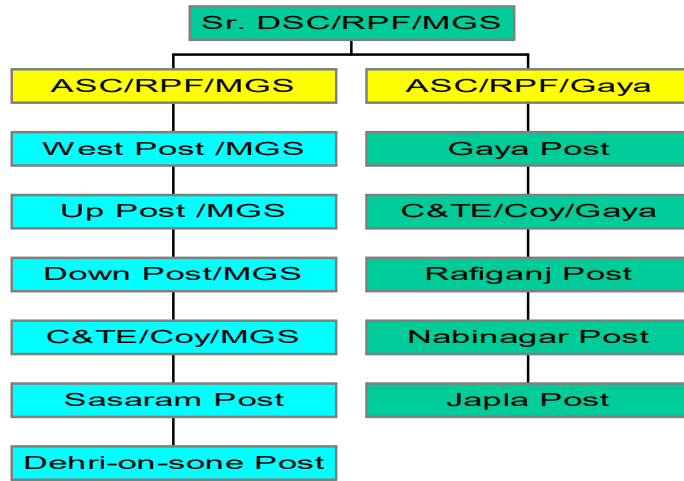 Sr. DSC/RPF/MGS
ASC/RPF/MGS
ASC/RPF/Gaya
West Post /MGS
Gaya Post
Up Post /MGS
C&TE/Coy/Gaya
Down Post/MGS
Rafiganj Post
C&TE/Coy/MGS
Nabinagar Post
Sasaram Post
Japla Post
Dehri-on-sone Post